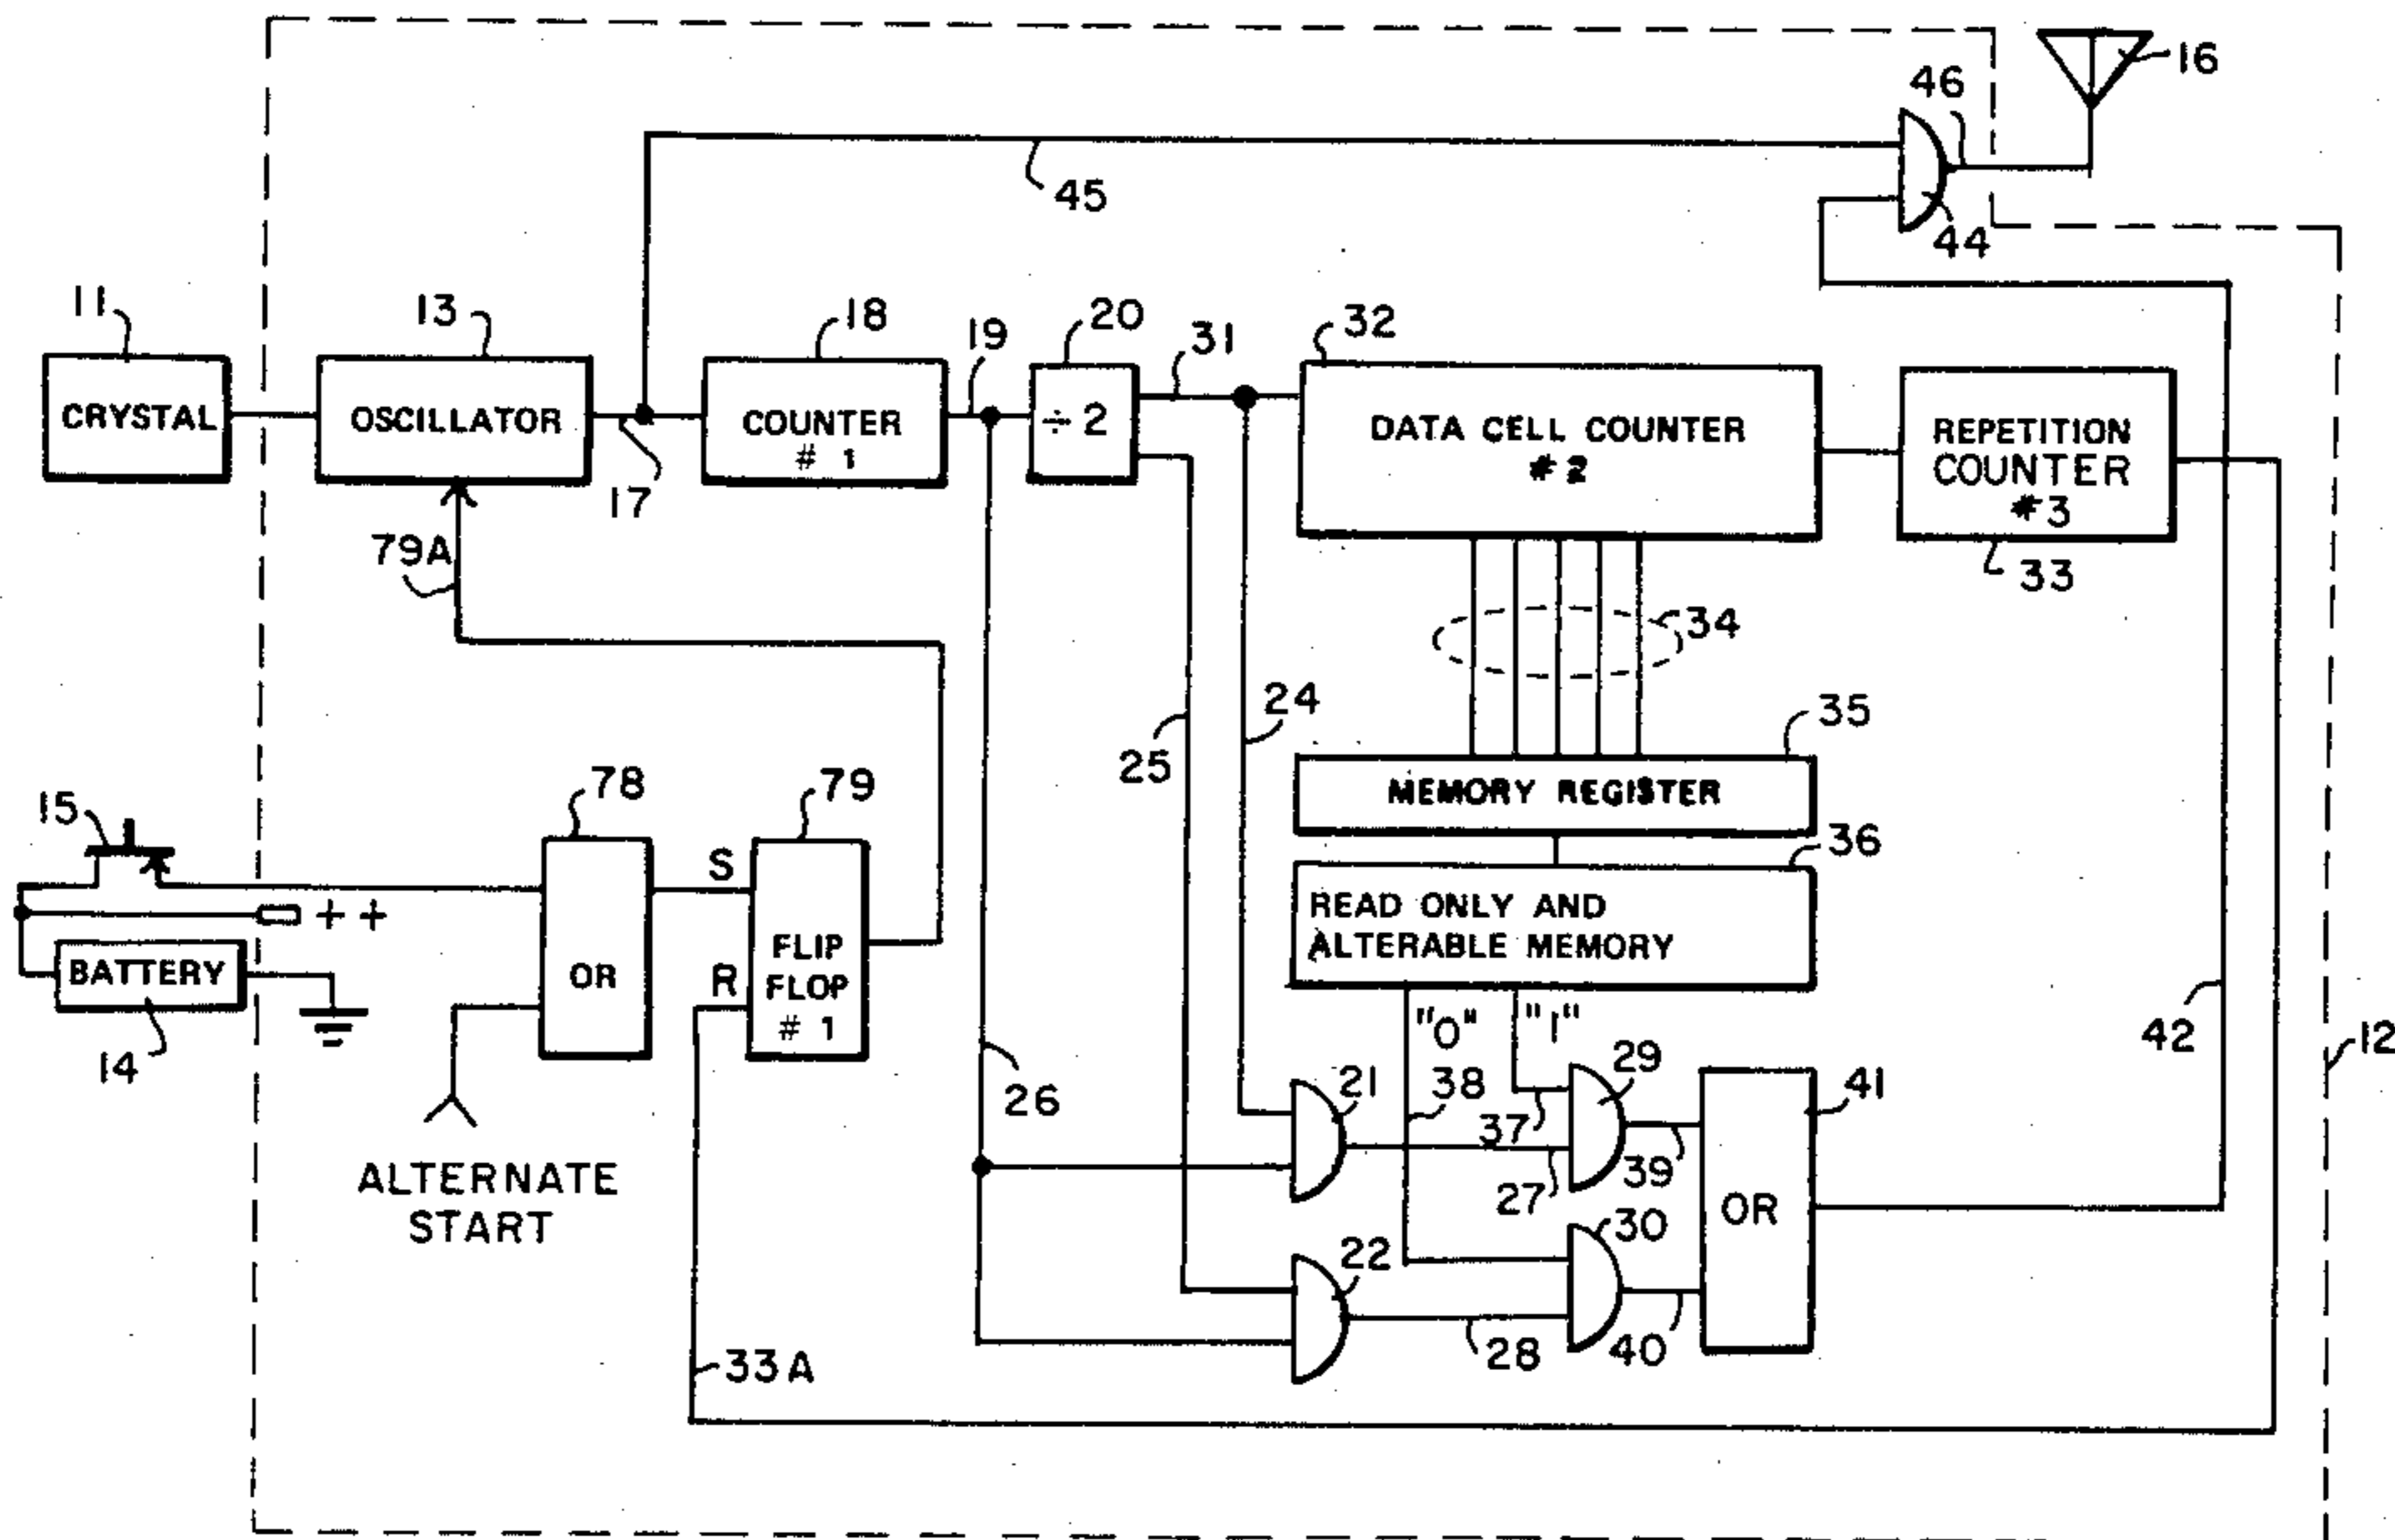 16
46
45
44
11
13
18
19
20
31
32
CRYSTAL
OSCILLATOR
COUNTER
# 1
÷ 2
DATA CELL COUNTER
# 2
REPETITION
COUNTER
#3
17
79A
33
34
24
25
35
MEMORY REGISTER
15
78
79
36
S
READ ONLY AND
ALTERABLE MEMORY
++
BATTERY
OR
R
FLIP
FLOP
# 1
14
"0"
"1"
42
12
26
21
38
29
41
37
27
39
OR
ALTERNATE
START
22
30
28
40
33A